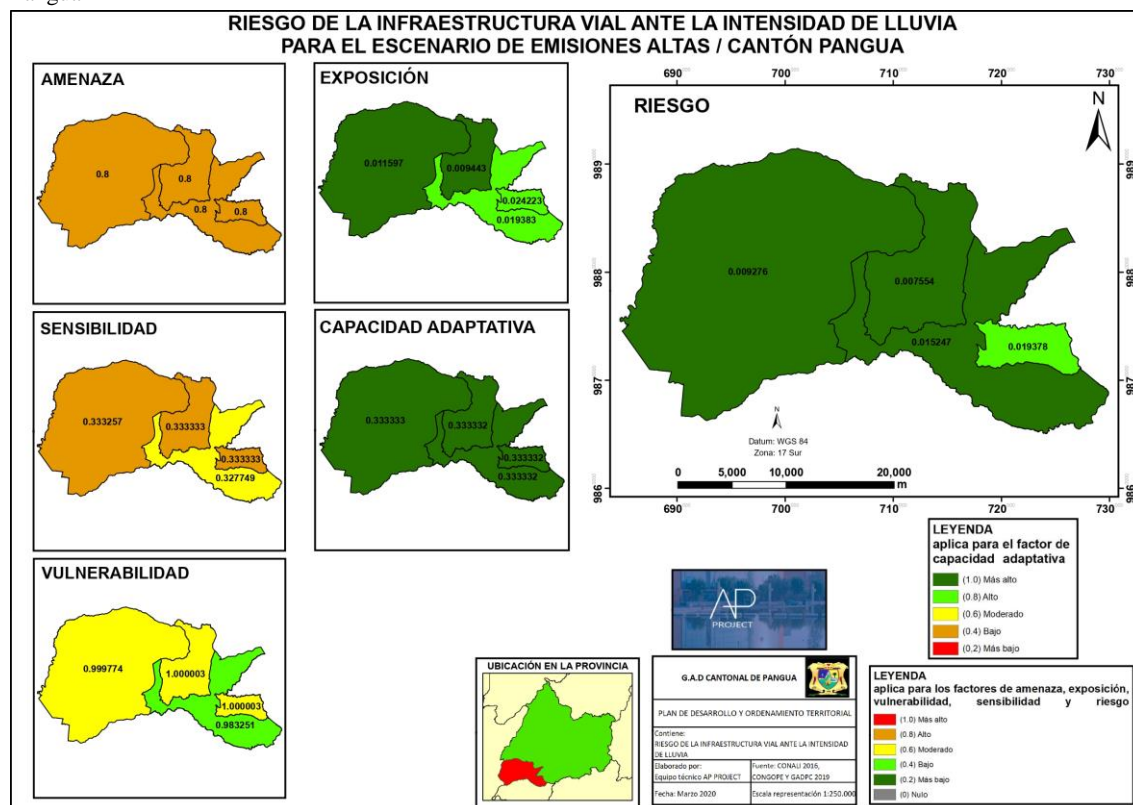 RIESGO DE LA INFRAESTRUCTURA VIAL ANTE LA INTENSIDAD DE LLUVIA
PARA EL ESCENARIO DE EMISIONES ALTAS / CANTÓN PANGUA
AMENAZA
0.8
0.8
0.8
0.8
EXPOSICIÓN
0.011597
0.009443
0.024223
0.019383
SENSIBILIDAD
0.333257
0.333333
0.333333
0.327749
CAPACIDAD ADAPTATIVA
0.333333
0.333332
0.333332
0.333332
VULNERABILIDAD
0.999774
1.000003
1.000003
0.983251
690
700
710
720
730
RIESGO
N
989
989
988
988
987
987
986
986
0.009276
0.007554
0.015247
0.019378
N
Datum: WGS 84
Zona: 17 Sur
0 5,000 10,000 20,000
m
690
700
710
720
730
LEYENDA
aplica para el factor de
capacidad adaptativa
(1.0) Más alto
(0.8) Alto
(0.6) Moderado
(0.4) Bajo
(0,2) Más bajo
AP
PROJECT
UBICACIÓN EN LA PROVINCIA
G.A.D CANTONAL DE PANGUA
PLAN DE DESARROLLO Y ORDENAMIENTO TERRITORIAL
Contiene:
RIESGO DE LA INFRAESTRUCTURA VIAL ANTE LA INTENSIDAD
DE LLUVIA
Elaborado por:
Equipo técnico AP PROJECT
Fuente: CONALI 2016,
CONGOPE Y GADPC 2019
Fecha: Marzo 2020
Escala representación 1:250.000
LEYENDA
aplica para los factores de amenaza, exposición,
vulnerabilidad, sensibilidad y riesgo
(1.0) Más alto
(0.8) Alto
(0.6) Moderado
(0.4) Bajo
(0.2) Más bajo
(0) Nulo